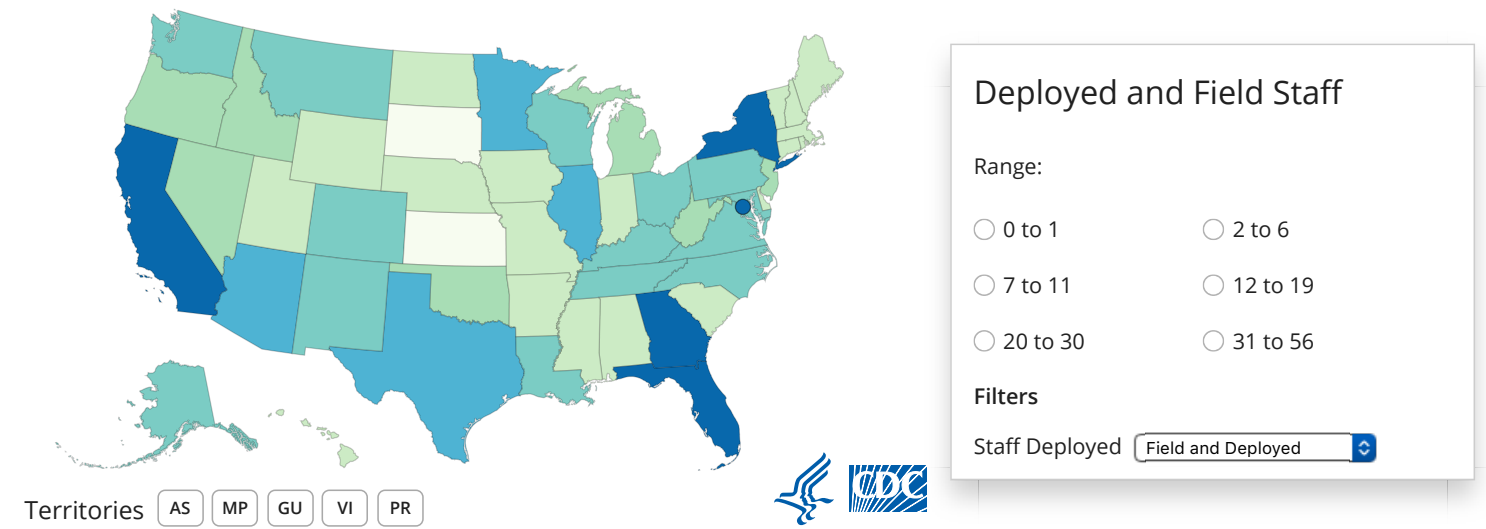 Deployed and Field Staff
Range:
0 to 1
2 to 6
7 to 11
12 to 19
20 to 30
31 to 56
Filters
Staff Deployed Field and Deployed
CDC
Territories AS MP GU VI PR